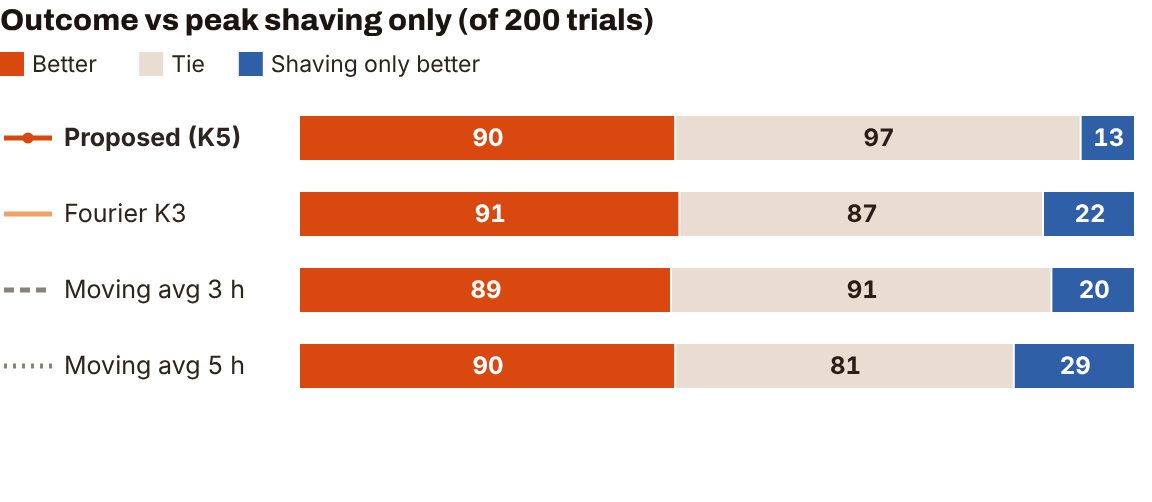 Outcome vs peak shaving only (of 200 trials)
Better Tie Shaving only better
Proposed (K5) 90 97 13
Fourier K3 91 87 22
Moving avg 3 h 89 91 20
Moving avg 5 h 90 81 29